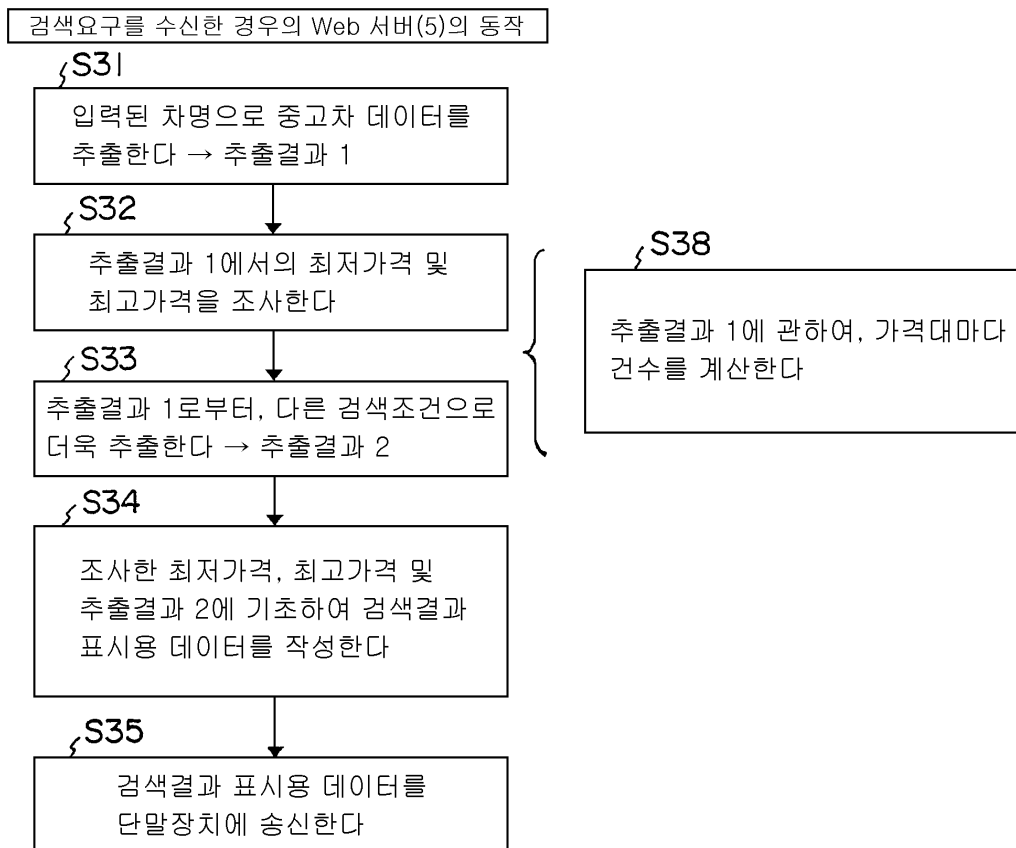 검색요구를 수신한 경우의 Web 서버(5)의 동작
S31
입력된 차명으로 중고차 데이터를
추출한다 → 추출결과 1
S32
추출결과 1에서의 최저가격 및
최고가격을 조사한다
S38
추출결과 1에 관하여, 가격대마다
건수를 계산한다
S33
추출결과 1로부터, 다른 검색조건으로
더욱 추출한다 → 추출결과 2
S34
조사한 최저가격, 최고가격 및
추출결과 2에 기초하여 검색결과
표시용 데이터를 작성한다
S35
검색결과 표시용 데이터를
단말장치에 송신한다